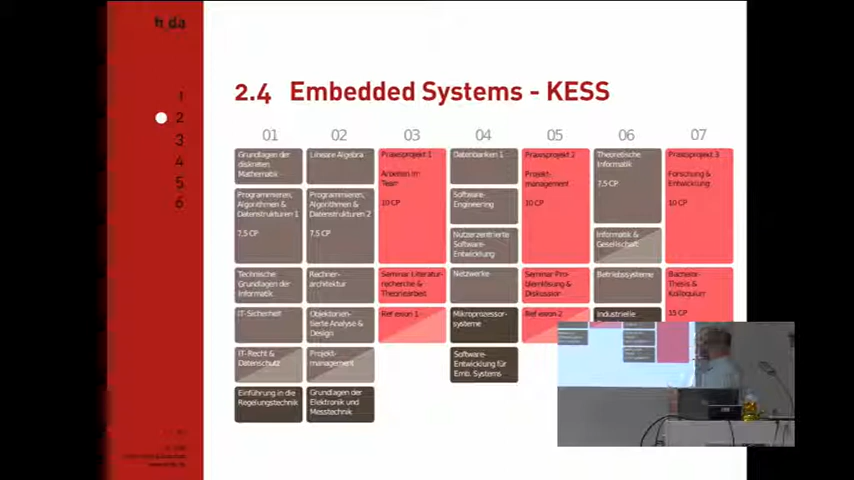 h_da
1
2
3
4
5
6
2.4 Embedded Systems - KESS
01 02 03 04 05 06 07
Grundlagen der
diskreten
Mathematik
Programmieren,
Algorithmen &
Datenstrukturen 1
7,5 CP
Technische
Grundlagen der
Informatik
IT-Sicherheit
IT-Recht &
Datenschutz
Einführung in die
Regelungstechnik
Lineare Algebra
Programmieren,
Algorithmen &
Datenstrukturen 2
7,5 CP
Rechner-
architektur
Objektorien-
tierte Analyse &
Design
Projekt-
management
Grundlagen der
Elektronik und
Messtechnik
Praxisprojekt 1
Arbeiten im
Team
10 CP
Seminar Literatur-
recherche &
Theoriearbeit
Reflexion 1
Datenbanken 1
Software-
Engineering
Nutzerzentrierte
Software-
Entwicklung
Netzwerke
Mikroprozessor-
systeme
Software-
Entwicklung für
Emb. Systems
Praxisprojekt 2
Projekt-
management
10 CP
Seminar Pro-
blemlösung &
Diskussion
Reflexion 2
Theoretische
Informatik
7,5 CP
Informatik &
Gesellschaft
Betriebssysteme
Industrielle
Praxisprojekt 3
Forschung &
Entwicklung
10 CP
Bachelor-
Thesis &
Kolloquium
15 CP